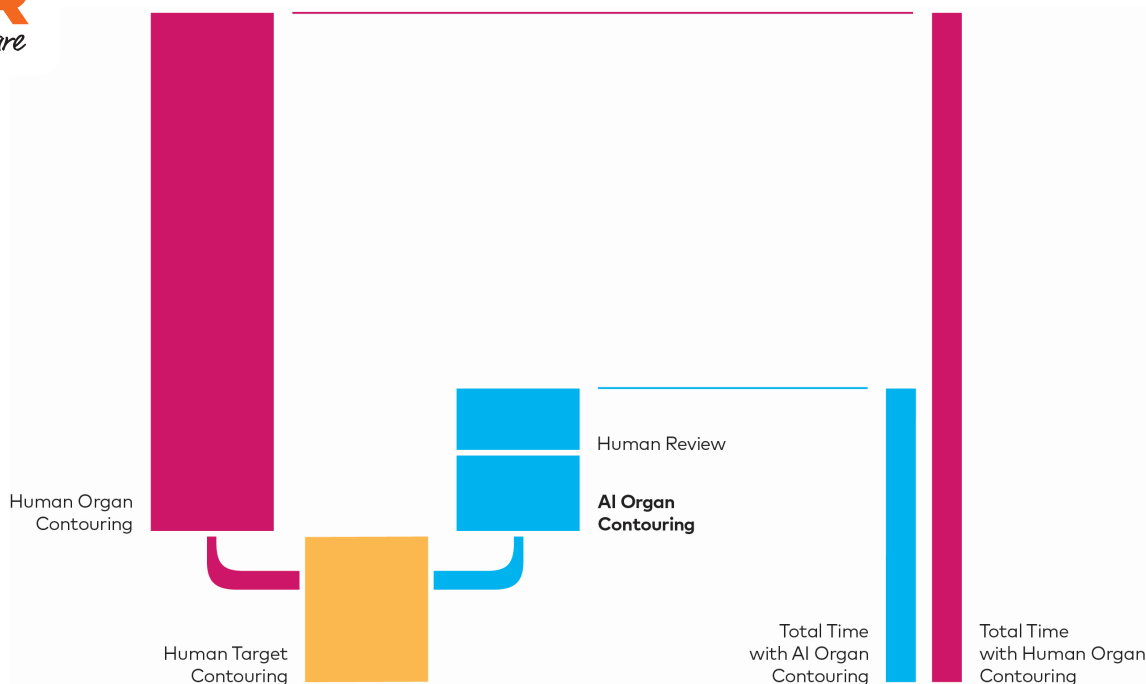 Human Review
Human Organ
Contouring
AI Organ
Contouring
Human Target
Contouring
Total Time
with AI Organ
Contouring
Total Time
with Human Organ
Contouring